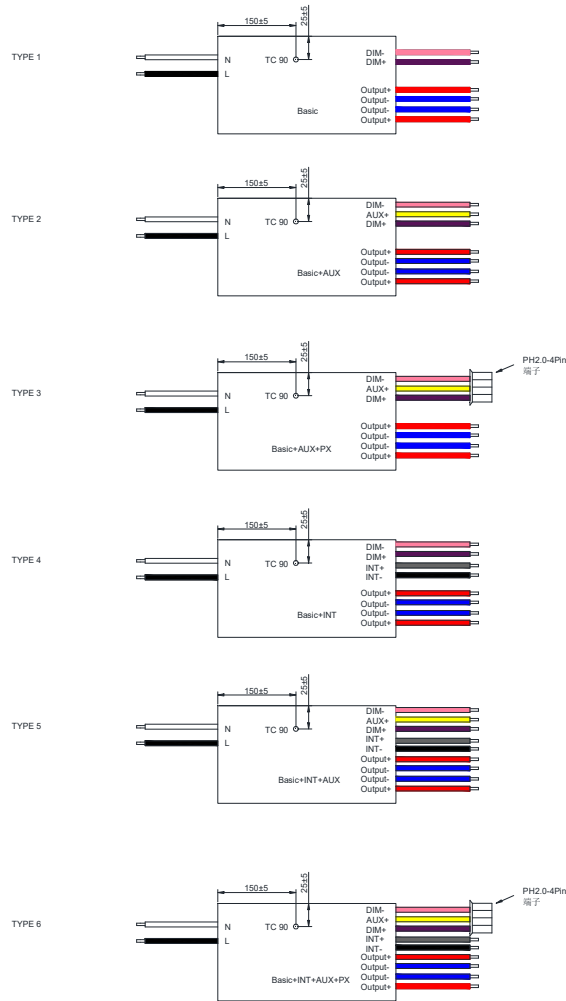 150±5
25±5
TYPE 1
N
L
TC 90
DIM-
DIM+
Output+
Output-
Output-
Output+
Basic
150±5
25±5
TYPE 2
N
L
TC 90
DIM-
AUX+
DIM+
Output+
Output-
Output-
Output+
Basic+AUX
150±5
25±5
PH2.0-4Pin
端子
TYPE 3
N
L
TC 90
DIM-
AUX+
DIM+
Output+
Output-
Output-
Output+
Basic+AUX+PX
150±5
25±5
TYPE 4
N
L
TC 90
DIM-
DIM+
INT+
INT-
Output+
Output-
Output-
Output+
Basic+INT
150±5
25±5
TYPE 5
N
L
TC 90
DIM-
AUX+
DIM+
INT+
INT-
Output+
Output-
Output-
Output+
Basic+INT+AUX
150±5
25±5
PH2.0-4Pin
端子
TYPE 6
N
L
TC 90
DIM-
AUX+
DIM+
INT+
INT-
Output+
Output-
Output-
Output+
Basic+INT+AUX+PX